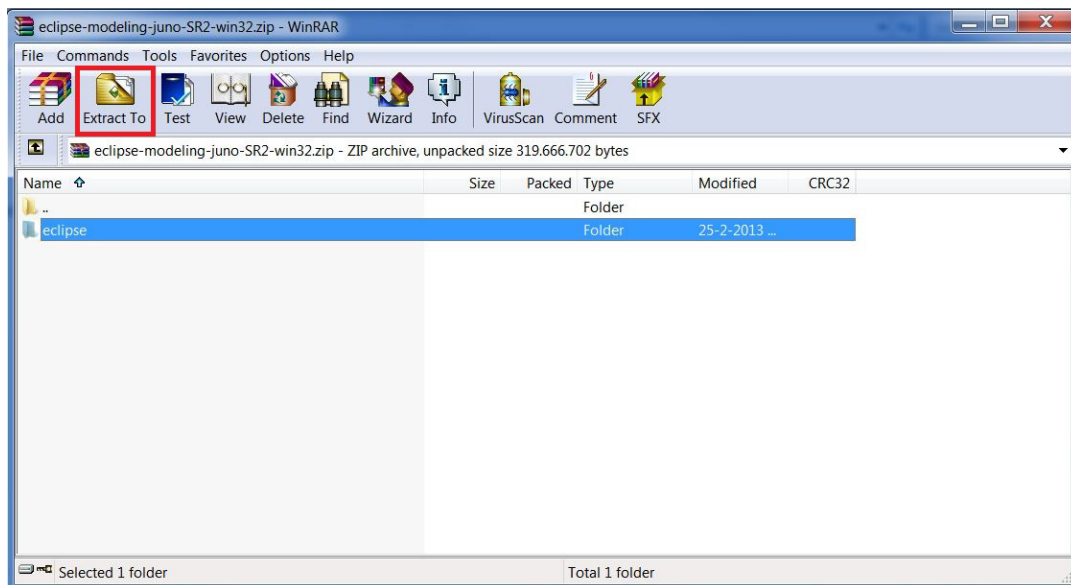 eclipse-modeling-juno-SR2-win32.zip - WinRAR
File Commands Tools Favorites Options Help
Add Extract To Test View Delete Find Wizard Info VirusScan Comment SFX
eclipse-modeling-juno-SR2-win32.zip - ZIP archive, unpacked size 319.666.702 bytes
Name Size Packed Type Modified CRC32
.. Folder
eclipse Folder 25-2-2013 ...
Selected 1 folder Total 1 folder